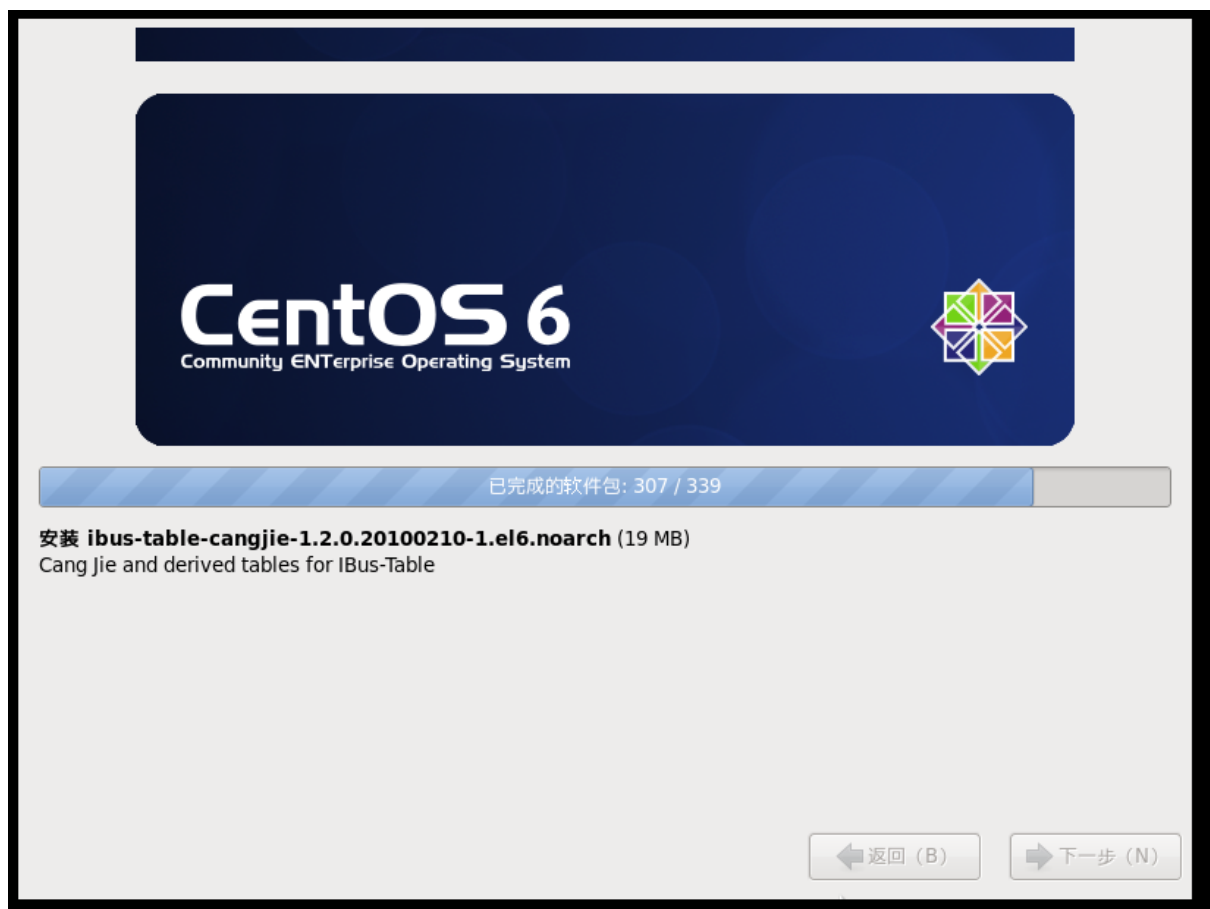 CentOS 6
Community ENTerprise Operating System
已完成的软件包: 307 / 339
安装 ibus-table-cangjie-1.2.0.20100210-1.el6.noarch (19 MB)
Cang Jie and derived tables for IBus-Table
返回（B）
下一步（N）